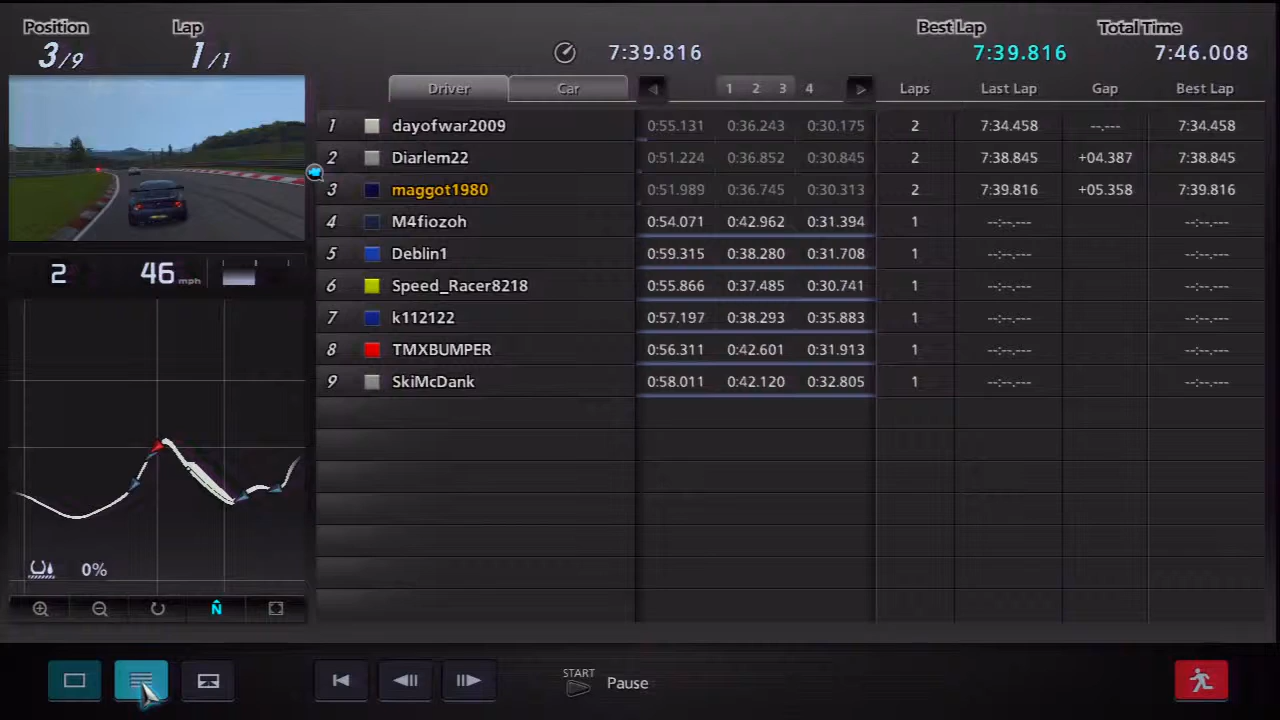 Position Lap Best Lap Total Time
3/9 1/1 7:39.816 7:39.816 7:46.008
Driver Car 1 2 3 4 Laps Last Lap Gap Best Lap
1 dayofwar2009 0:55.131 0:36.243 0:30.175 2 7:34.458 --.--- 7:34.458
2 Diarlem22 0:51.224 0:36.852 0:30.845 2 7:38.845 +04.387 7:38.845
3 maggot1980 0:51.989 0:36.745 0:30.313 2 7:39.816 +05.358 7:39.816
4 M4fiozoh 0:54.071 0:42.962 0:31.394 1 --:--.--- --:--.---
5 Deblin1 0:59.315 0:38.280 0:31.708 1 --:--.--- --:--.---
6 Speed_Racer8218 0:55.866 0:37.485 0:30.741 1 --:--.--- --:--.---
7 k112122 0:57.197 0:38.293 0:35.883 1 --:--.--- --:--.---
8 TMXBUMPER 0:56.311 0:42.601 0:31.913 1 --:--.--- --:--.---
9 SkiMcDank 0:58.011 0:42.120 0:32.805 1 --:--.--- --:--.---
2 46 mph
0%
N
START Pause